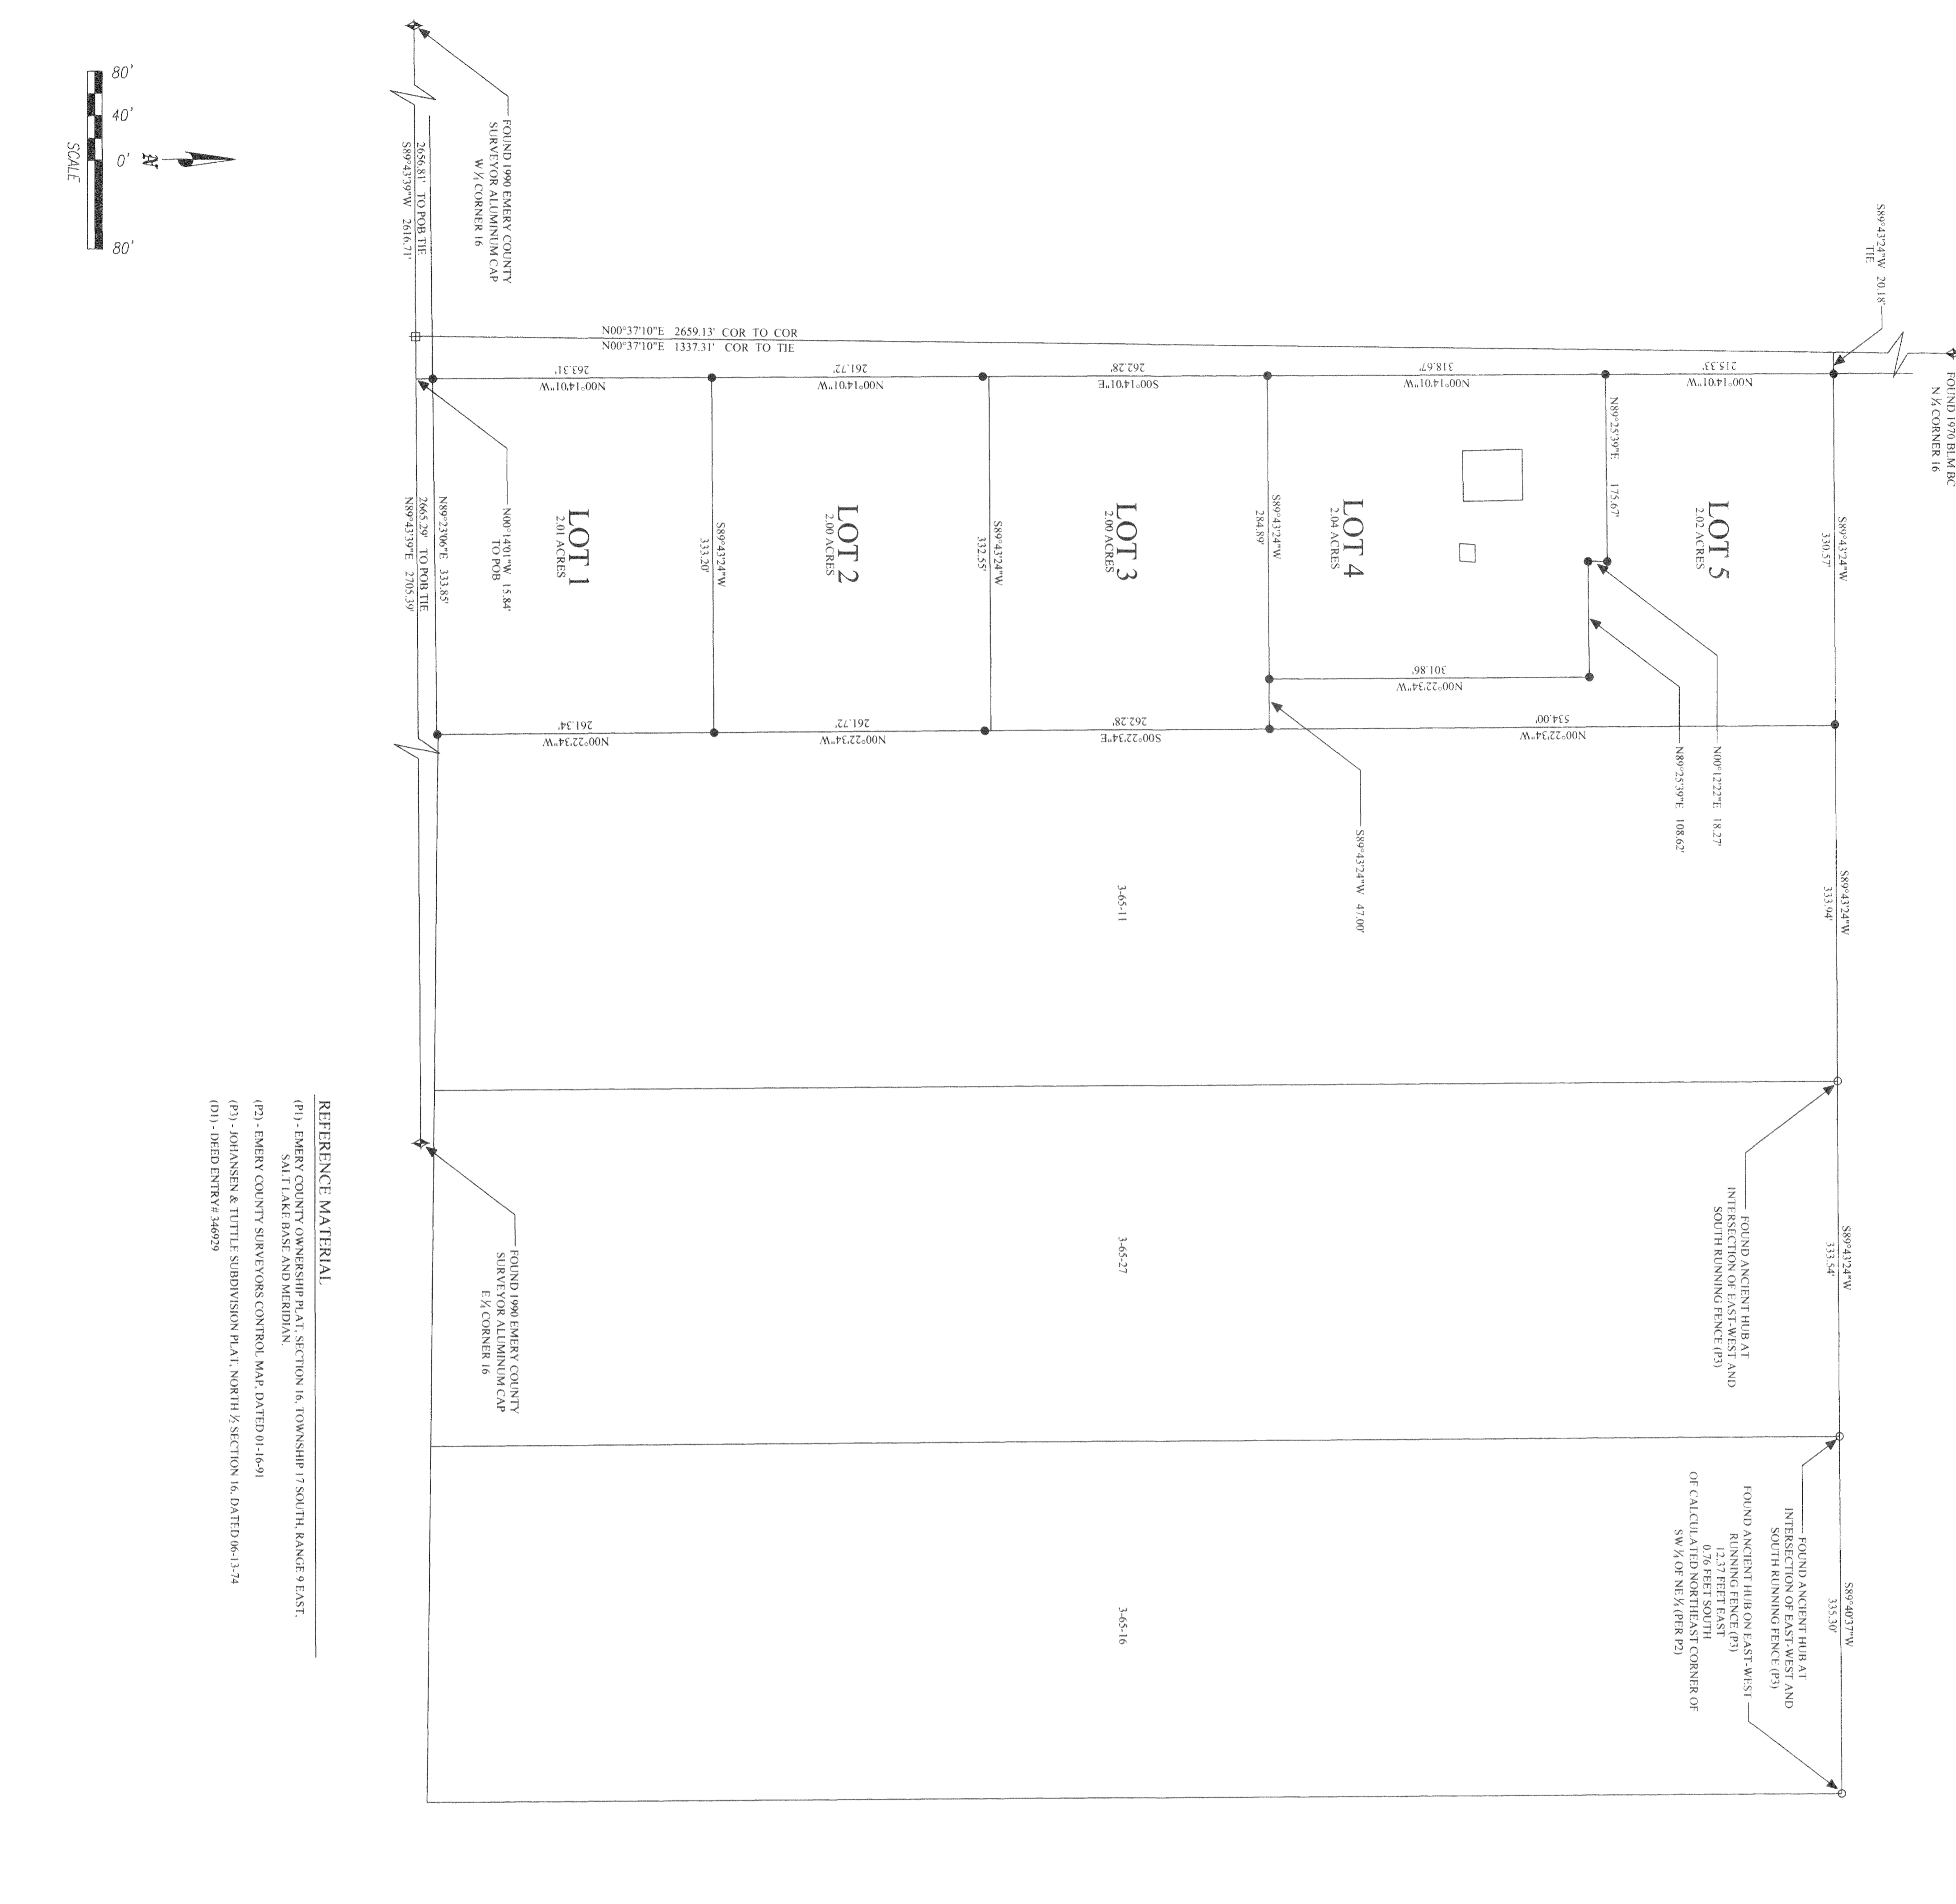 FOUND 1970 BLM BC
N ¼ CORNER 16
S89°43'24"W 20.18'
TIE
S89°43'24"W
330.57'
S89°43'24"W
333.94'
S89°43'24"W
333.54'
S89°40'37"W
335.30'
FOUND ANCIENT HUB AT
INTERSECTION OF EAST-WEST AND
SOUTH RUNNING FENCE (P3)
FOUND ANCIENT HUB AT
INTERSECTION OF EAST-WEST AND
SOUTH RUNNING FENCE (P3)
FOUND ANCIENT HUB ON EAST-WEST
RUNNING FENCE (P3)
12.37 FEET EAST
0.76 FEET SOUTH
OF CALCULATED NORTHEAST CORNER OF
SW ¼ OF NE ¼ (PER P2)
N00°14'01"W
215.33'
LOT 5
2.02 ACRES
N00°12'22"E 18.27'
N89°25'39"E 108.62'
N89°25'39"E 175.67'
N00°14'01"W
318.67'
LOT 4
2.04 ACRES
N00°22'34"W
301.86'
N00°22'34"W
534.00'
S89°43'24"W 47.00'
S89°43'24"W
284.89'
S00°14'01"E
262.28'
LOT 3
2.00 ACRES
S00°22'34"E
262.28'
3-65-11
3-65-27
3-65-16
S89°43'24"W
332.55'
N00°14'01"W
261.72'
LOT 2
2.00 ACRES
N00°22'34"W
261.72'
N00°37'10"E 2659.13' COR TO COR
N00°37'10"E 1337.31' COR TO TIE
S89°43'24"W
333.20'
N00°14'01"W
263.31'
LOT 1
2.01 ACRES
N00°22'34"W
261.34'
N00°14'01"W 15.84'
TO POB
FOUND 1990 EMERY COUNTY
SURVEYOR ALUMINUM CAP
W ¼ CORNER 16
FOUND 1990 EMERY COUNTY
SURVEYOR ALUMINUM CAP
E ¼ CORNER 16
N89°23'06"E 333.85'
2656.81' TO POB TIE
S89°43'39"W 2616.71'
2665.29' TO POB TIE
N89°43'39"E 2705.39'
REFERENCE MATERIAL
(P1) - EMERY COUNTY OWNERSHIP PLAT, SECTION 16, TOWNSHIP 17 SOUTH, RANGE 9 EAST,
SALT LAKE BASE AND MERIDIAN.
(P2) - EMERY COUNTY SURVEYORS CONTROL MAP, DATED 01-16-91
(P3) - JOHANSEN & TUTTLE SUBDIVISION PLAT, NORTH ½ SECTION 16, DATED 06-13-74
(D1) - DEED ENTRY# 346929
N
80' 40' 0' 80'
SCALE